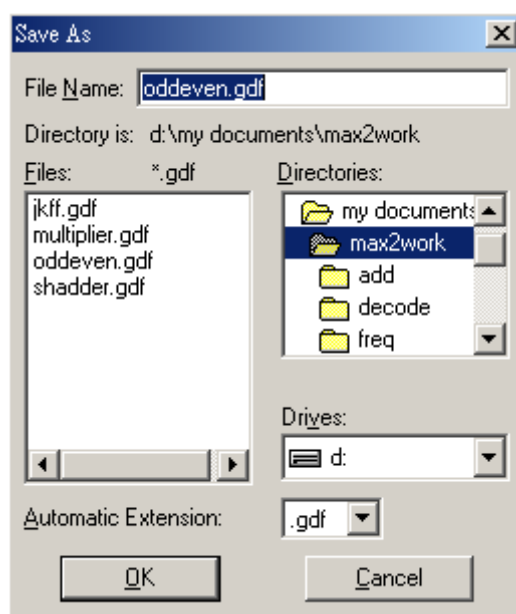 Save As
File Name: oddeven.gdf
Directory is: d:\my documents\max2work
Files: *.gdf
jkff.gdf
multiplier.gdf
oddeven.gdf
shadder.gdf
Directories:
my documents
max2work
add
decode
freq
Drives:
d:
Automatic Extension: .gdf
OK Cancel